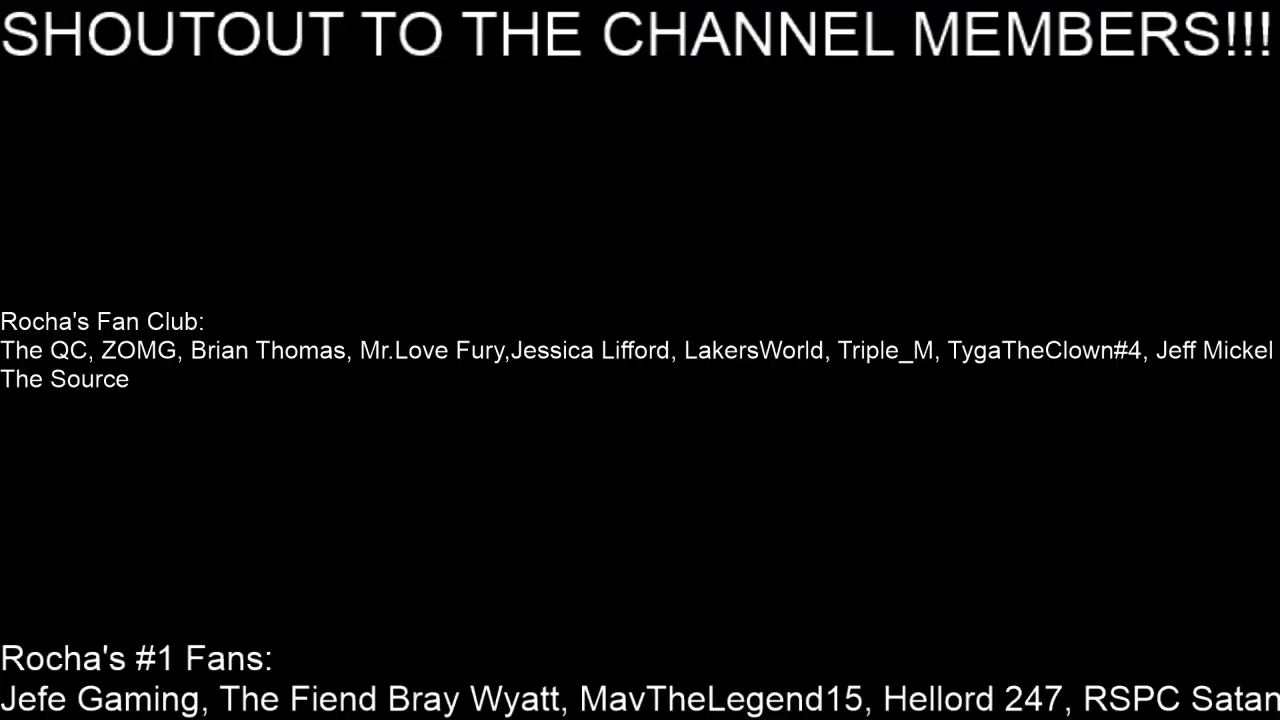 SHOUTOUT TO THE CHANNEL MEMBERS!!!
Rocha's Fan Club:
The QC, ZOMG, Brian Thomas, Mr.Love Fury,Jessica Lifford, LakersWorld, Triple_M, TygaTheClown#4, Jeff Mickel
The Source
Rocha's #1 Fans:
Jefe Gaming, The Fiend Bray Wyatt, MavTheLegend15, Hellord 247, RSPC Satan